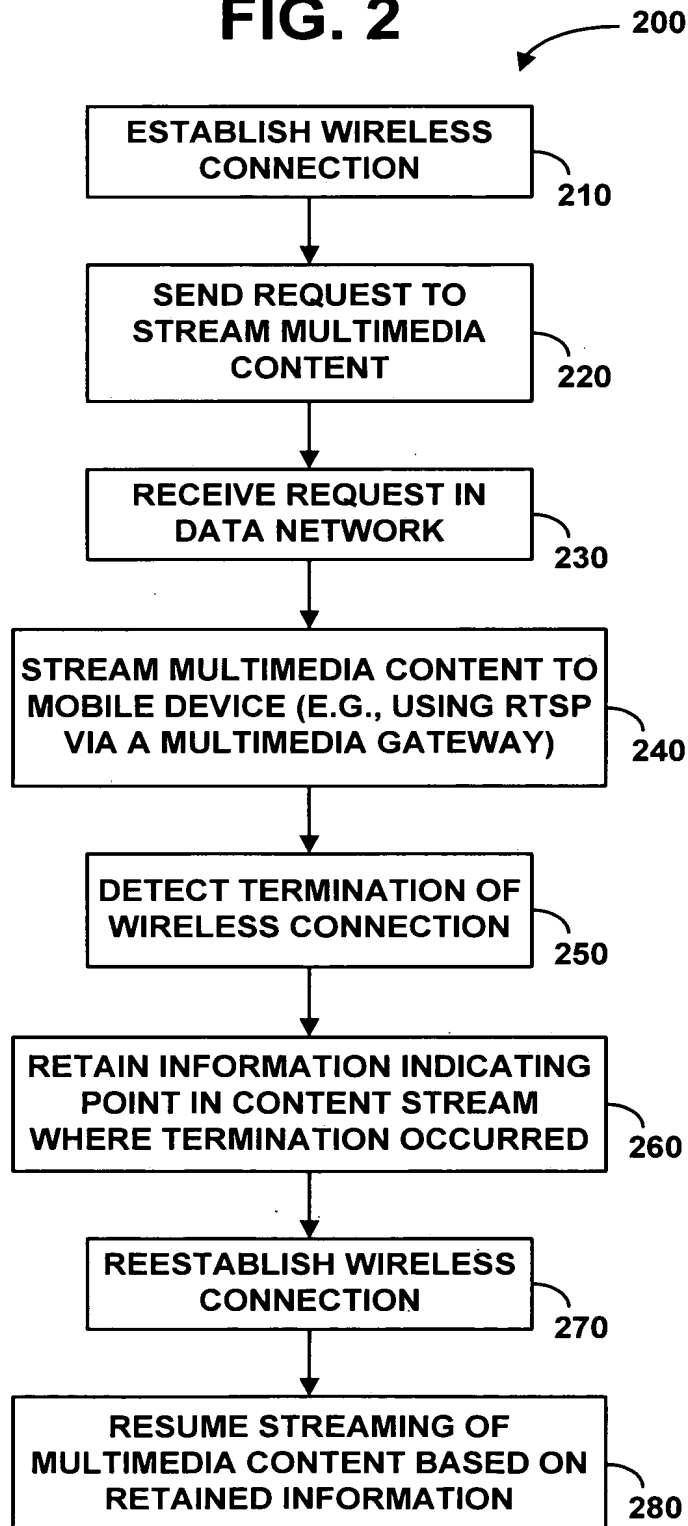 FIG. 2
200
ESTABLISH WIRELESS
CONNECTION
210
SEND REQUEST TO
STREAM MULTIMEDIA
CONTENT
220
RECEIVE REQUEST IN
DATA NETWORK
230
STREAM MULTIMEDIA CONTENT TO
MOBILE DEVICE (E.G., USING RTSP
VIA A MULTIMEDIA GATEWAY)
240
DETECT TERMINATION OF
WIRELESS CONNECTION
250
RETAIN INFORMATION INDICATING
POINT IN CONTENT STREAM
WHERE TERMINATION OCCURRED
260
REESTABLISH WIRELESS
CONNECTION
270
RESUME STREAMING OF
MULTIMEDIA CONTENT BASED ON
RETAINED INFORMATION
280